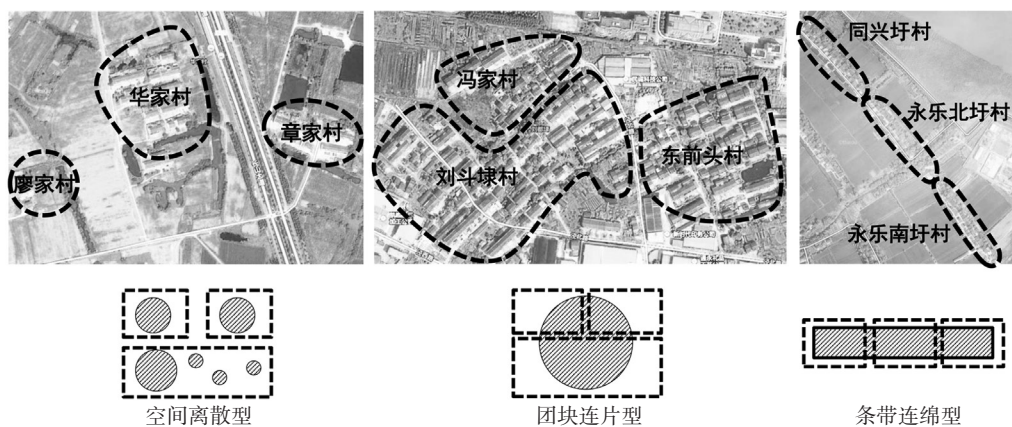 华家村
章家村
廖家村
冯家村
刘斗埭村
东前头村
同兴圩村
永乐北圩村
永乐南圩村
空间离散型
团块连片型
条带连绵型